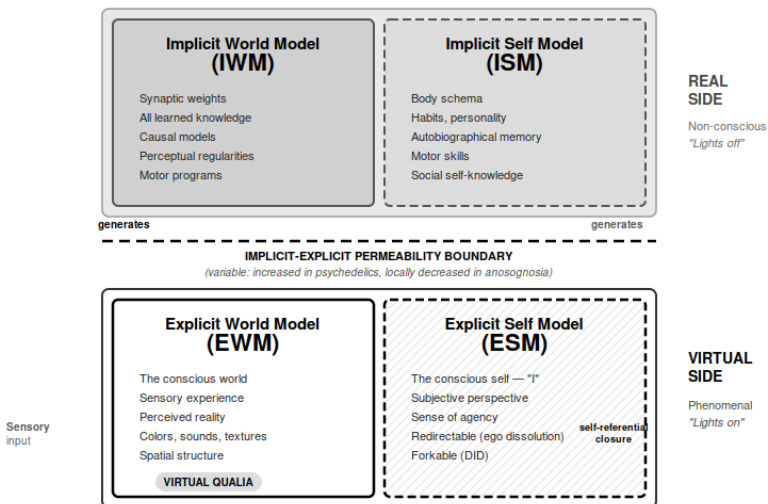 Implicit World Model
(IWM)
Synaptic weights
All learned knowledge
Causal models
Perceptual regularities
Motor programs
Implicit Self Model
(ISM)
Body schema
Habits, personality
Autobiographical memory
Motor skills
Social self-knowledge
REAL
SIDE
Non-conscious
"Lights off"
generates
generates
IMPLICIT-EXPLICIT PERMEABILITY BOUNDARY
(variable: increased in psychedelics, locally decreased in anosognosia)
Explicit World Model
(EWM)
The conscious world
Sensory experience
Perceived reality
Colors, sounds, textures
Spatial structure
VIRTUAL QUALIA
Explicit Self Model
(ESM)
The conscious self — "I"
Subjective perspective
Sense of agency
Redirectable (ego dissolution)
Forkable (DID)
self-referential
closure
VIRTUAL
SIDE
Phenomenal
"Lights on"
Sensory
input